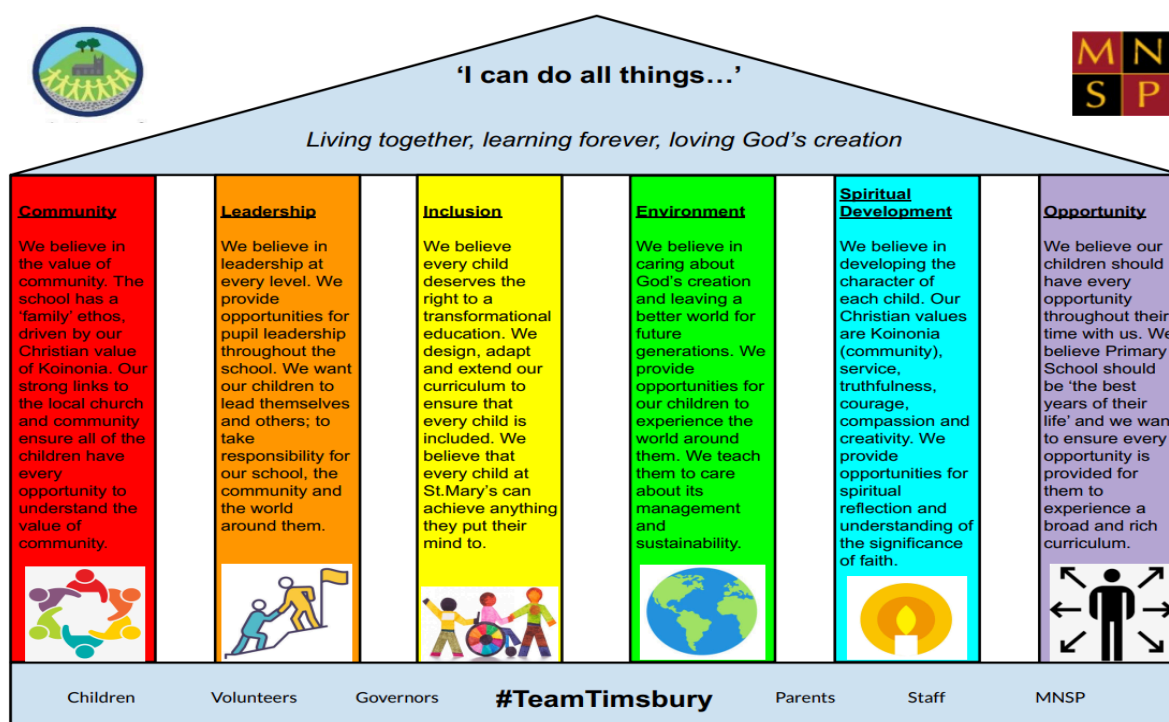 M N
S P
‘I can do all things…’
Living together, learning forever, loving God’s creation
Community
We believe in
the value of
community. The
school has a
‘family’ ethos,
driven by our
Christian value
of Koinonia. Our
strong links to
the local church
and community
ensure all of the
children have
every
opportunity to
understand the
value of
community.
Leadership
We believe in
leadership at
every level. We
provide
opportunities for
pupil leadership
throughout the
school. We want
our children to
lead themselves
and others; to
take
responsibility for
our school, the
community and
the world
around them.
Inclusion
We believe
every child
deserves the
right to a
transformational
education. We
design, adapt
and extend our
curriculum to
ensure that
every child is
included. We
believe that
every child at
St.Mary’s can
achieve anything
they put their
mind to.
Environment
We believe in
caring about
God’s creation
and leaving a
better world for
future
generations. We
provide
opportunities for
our children to
experience the
world around
them. We teach
them to care
about its
management
and
sustainability.
Spiritual
Development
We believe in
developing the
character of
each child. Our
Christian values
are Koinonia
(community),
service,
truthfulness,
courage,
compassion and
creativity. We
provide
opportunities for
spiritual
reflection and
understanding of
the significance
of faith.
Opportunity
We believe our
children should
have every
opportunity
throughout their
time with us. We
believe Primary
School should
be ‘the best
years of their
life’ and we want
to ensure every
opportunity is
provided for
them to
experience a
broad and rich
curriculum.
Children Volunteers Governors #TeamTimsbury Parents Staff MNSP